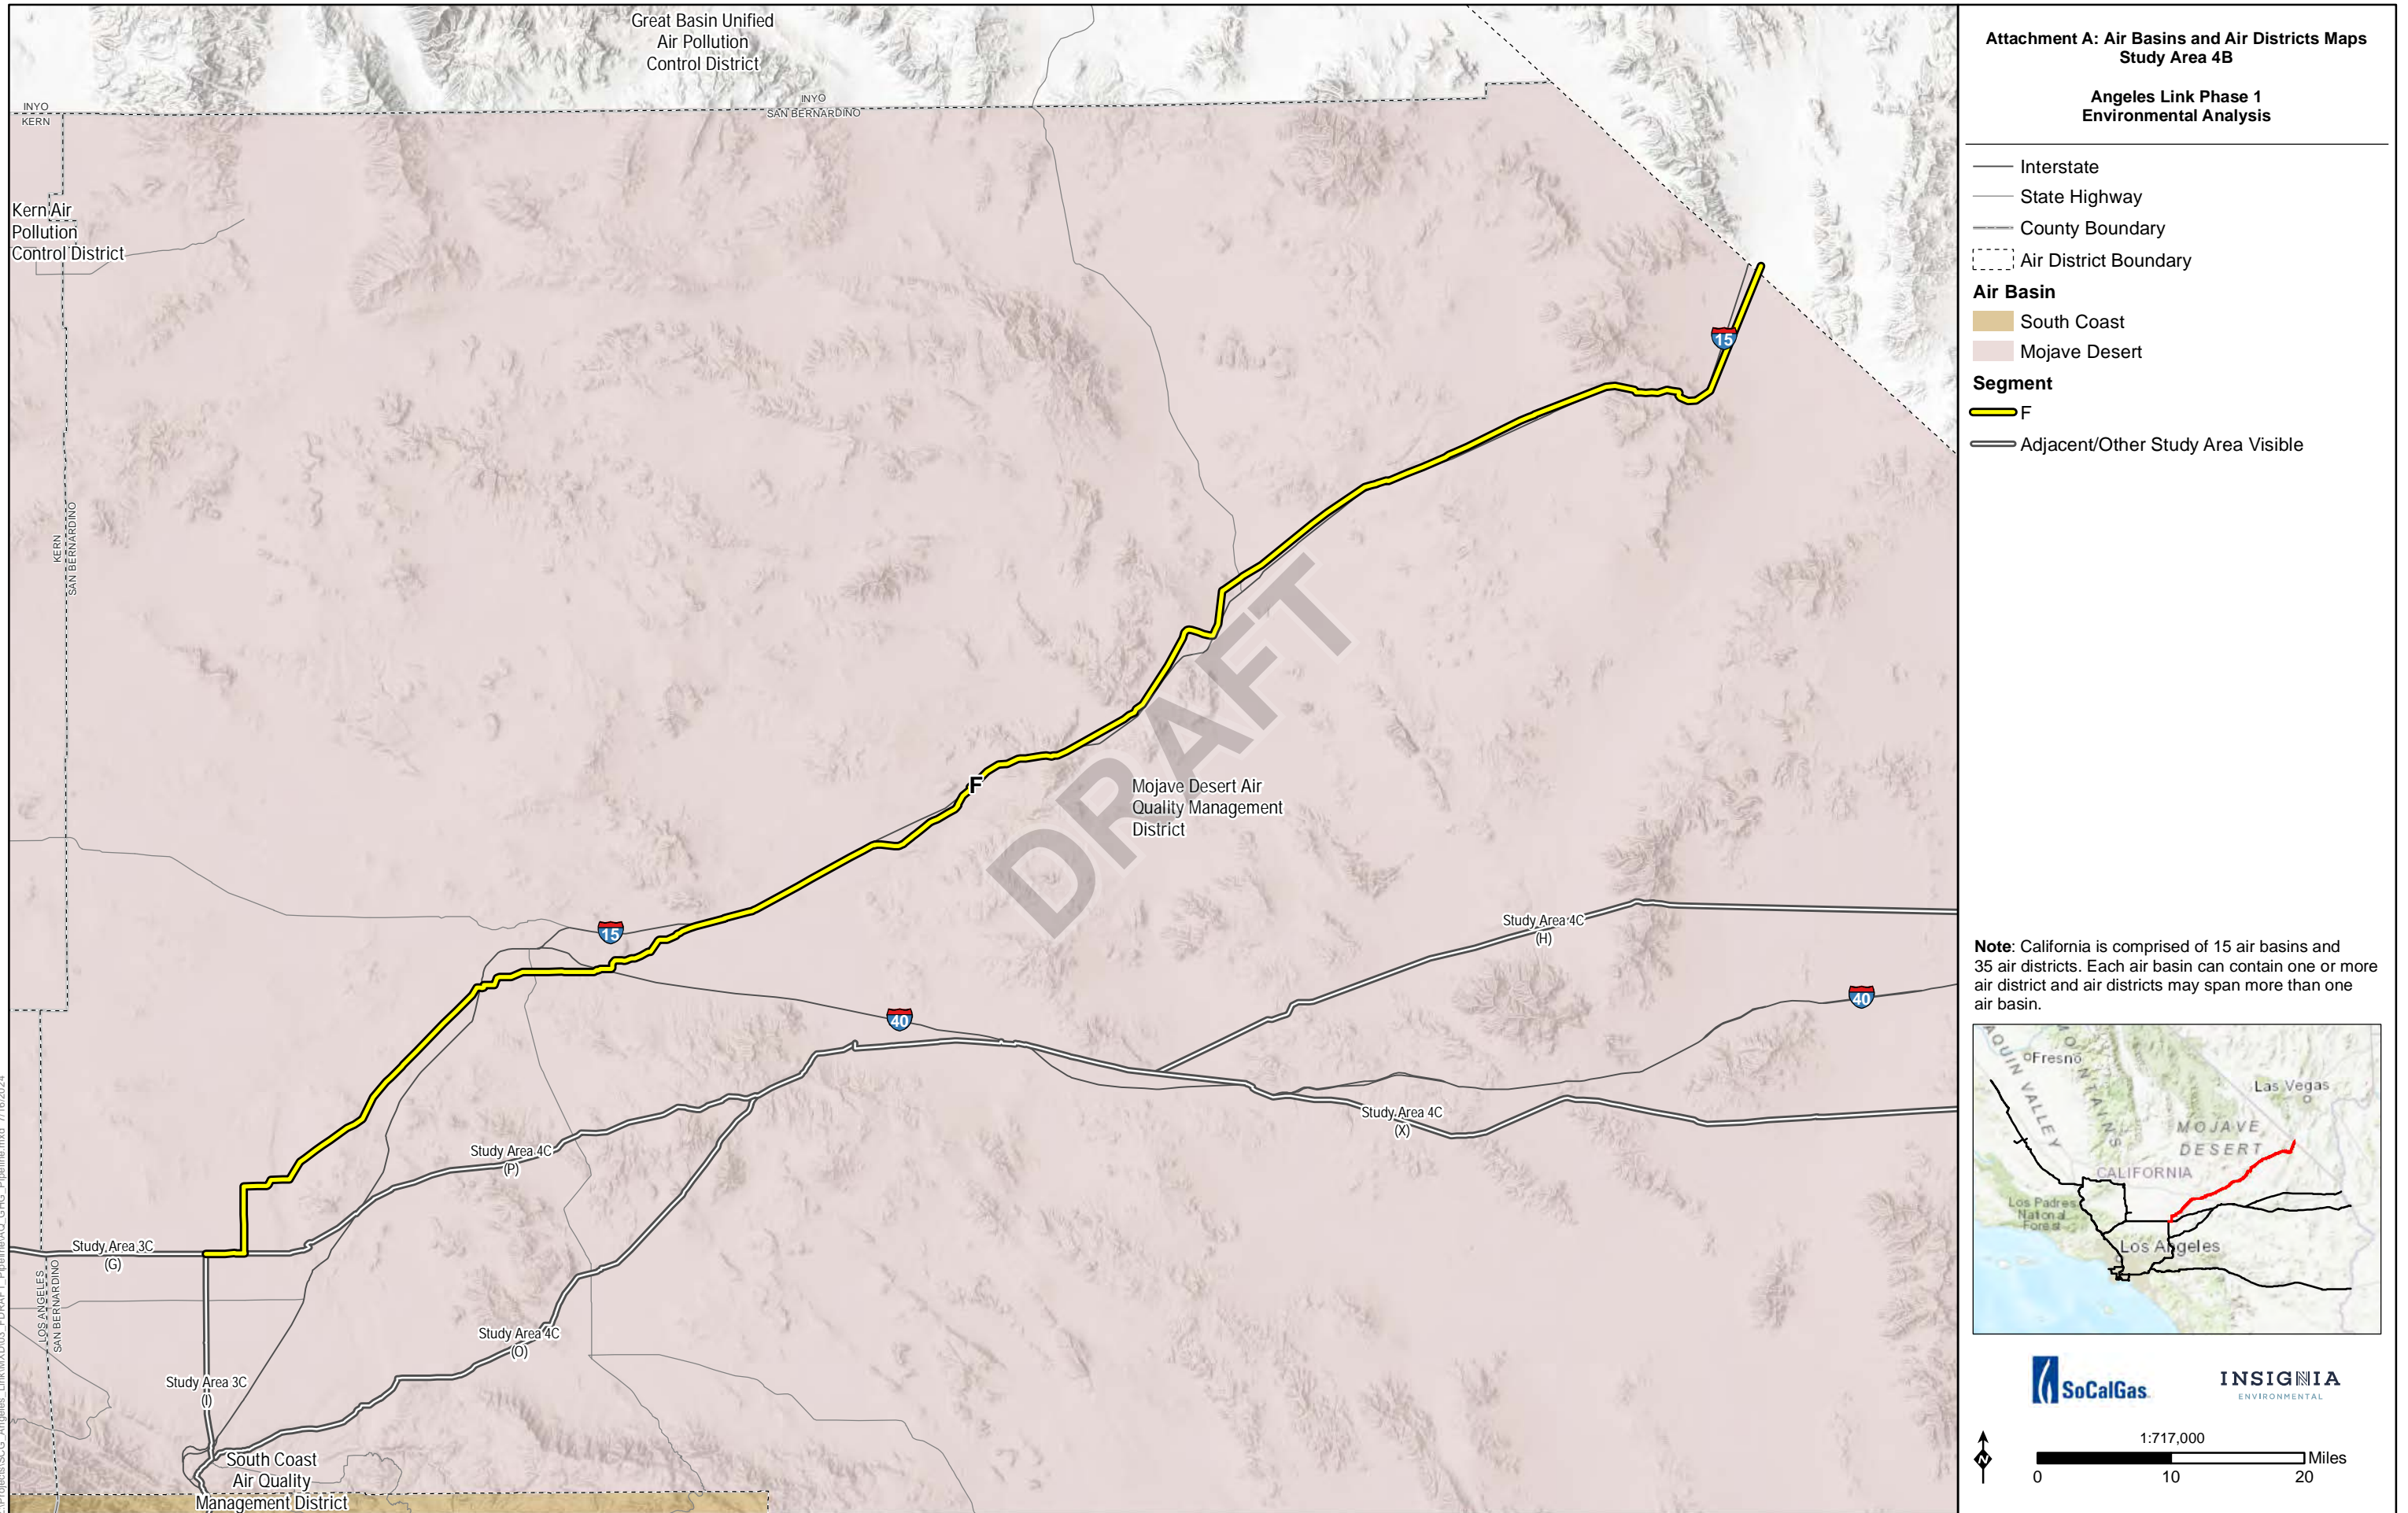 Great Basin Unified
Air Pollution
Control District
INYO
KERN
INYO
SAN BERNARDINO
Kern Air
Pollution
Control District
KERN
SAN BERNARDINO
15
F
Mojave Desert Air
Quality Management
District
DRAFT
15
40
40
Study Area 4C
(H)
Study Area 4C
(X)
Study Area 4C
(P)
Study Area 3C
(G)
LOS ANGELES
SAN BERNARDINO
Study Area 4C
(O)
Study Area 3C
(I)
South Coast
Air Quality
Management District
Attachment A: Air Basins and Air Districts Maps
Study Area 4B
Angeles Link Phase 1
Environmental Analysis
Interstate
State Highway
County Boundary
Air District Boundary
Air Basin
South Coast
Mojave Desert
Segment
F
Adjacent/Other Study Area Visible
Note: California is comprised of 15 air basins and
35 air districts. Each air basin can contain one or more
air district and air districts may span more than one
air basin.
Fresno
Las Vegas
MOJAVE
DESERT
CALIFORNIA
Los Padres
National
Forest
Los Angeles
SoCalGas
INSIGNIA
ENVIRONMENTAL
N
1:717,000
Miles
0 10 20